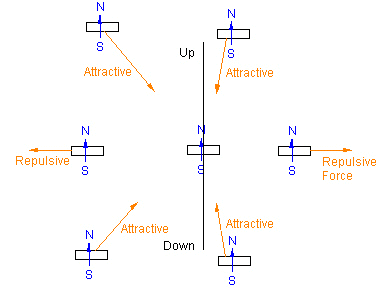 N
N
S
S
Up
Attractive
Attractive
N
N
N
Repulsive
S
S
S
Repulsive
Force
N
Attractive
Attractive
N
Down
S
S